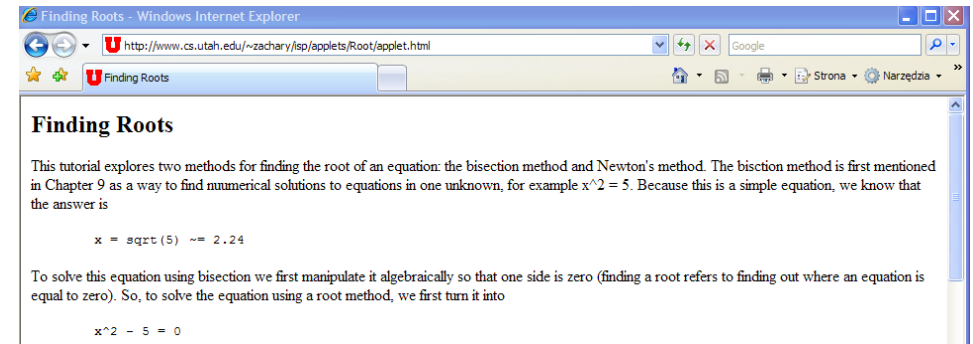 Finding Roots - Windows Internet Explorer
http://www.cs.utah.edu/~zachary/isp/applets/Root/applet.html
Google
Finding Roots
Strona
Narzędzia
»
Finding Roots
This tutorial explores two methods for finding the root of an equation: the bisection method and Newton's method. The bisction method is first mentioned
in Chapter 9 as a way to find nuumerical solutions to equations in one unknown, for example x^2 = 5. Because this is a simple equation, we know that
the answer is
x = sqrt(5) ~= 2.24
To solve this equation using bisection we first manipulate it algebraically so that one side is zero (finding a root refers to finding out where an equation is
equal to zero). So, to solve the equation using a root method, we first turn it into
x^2 - 5 = 0